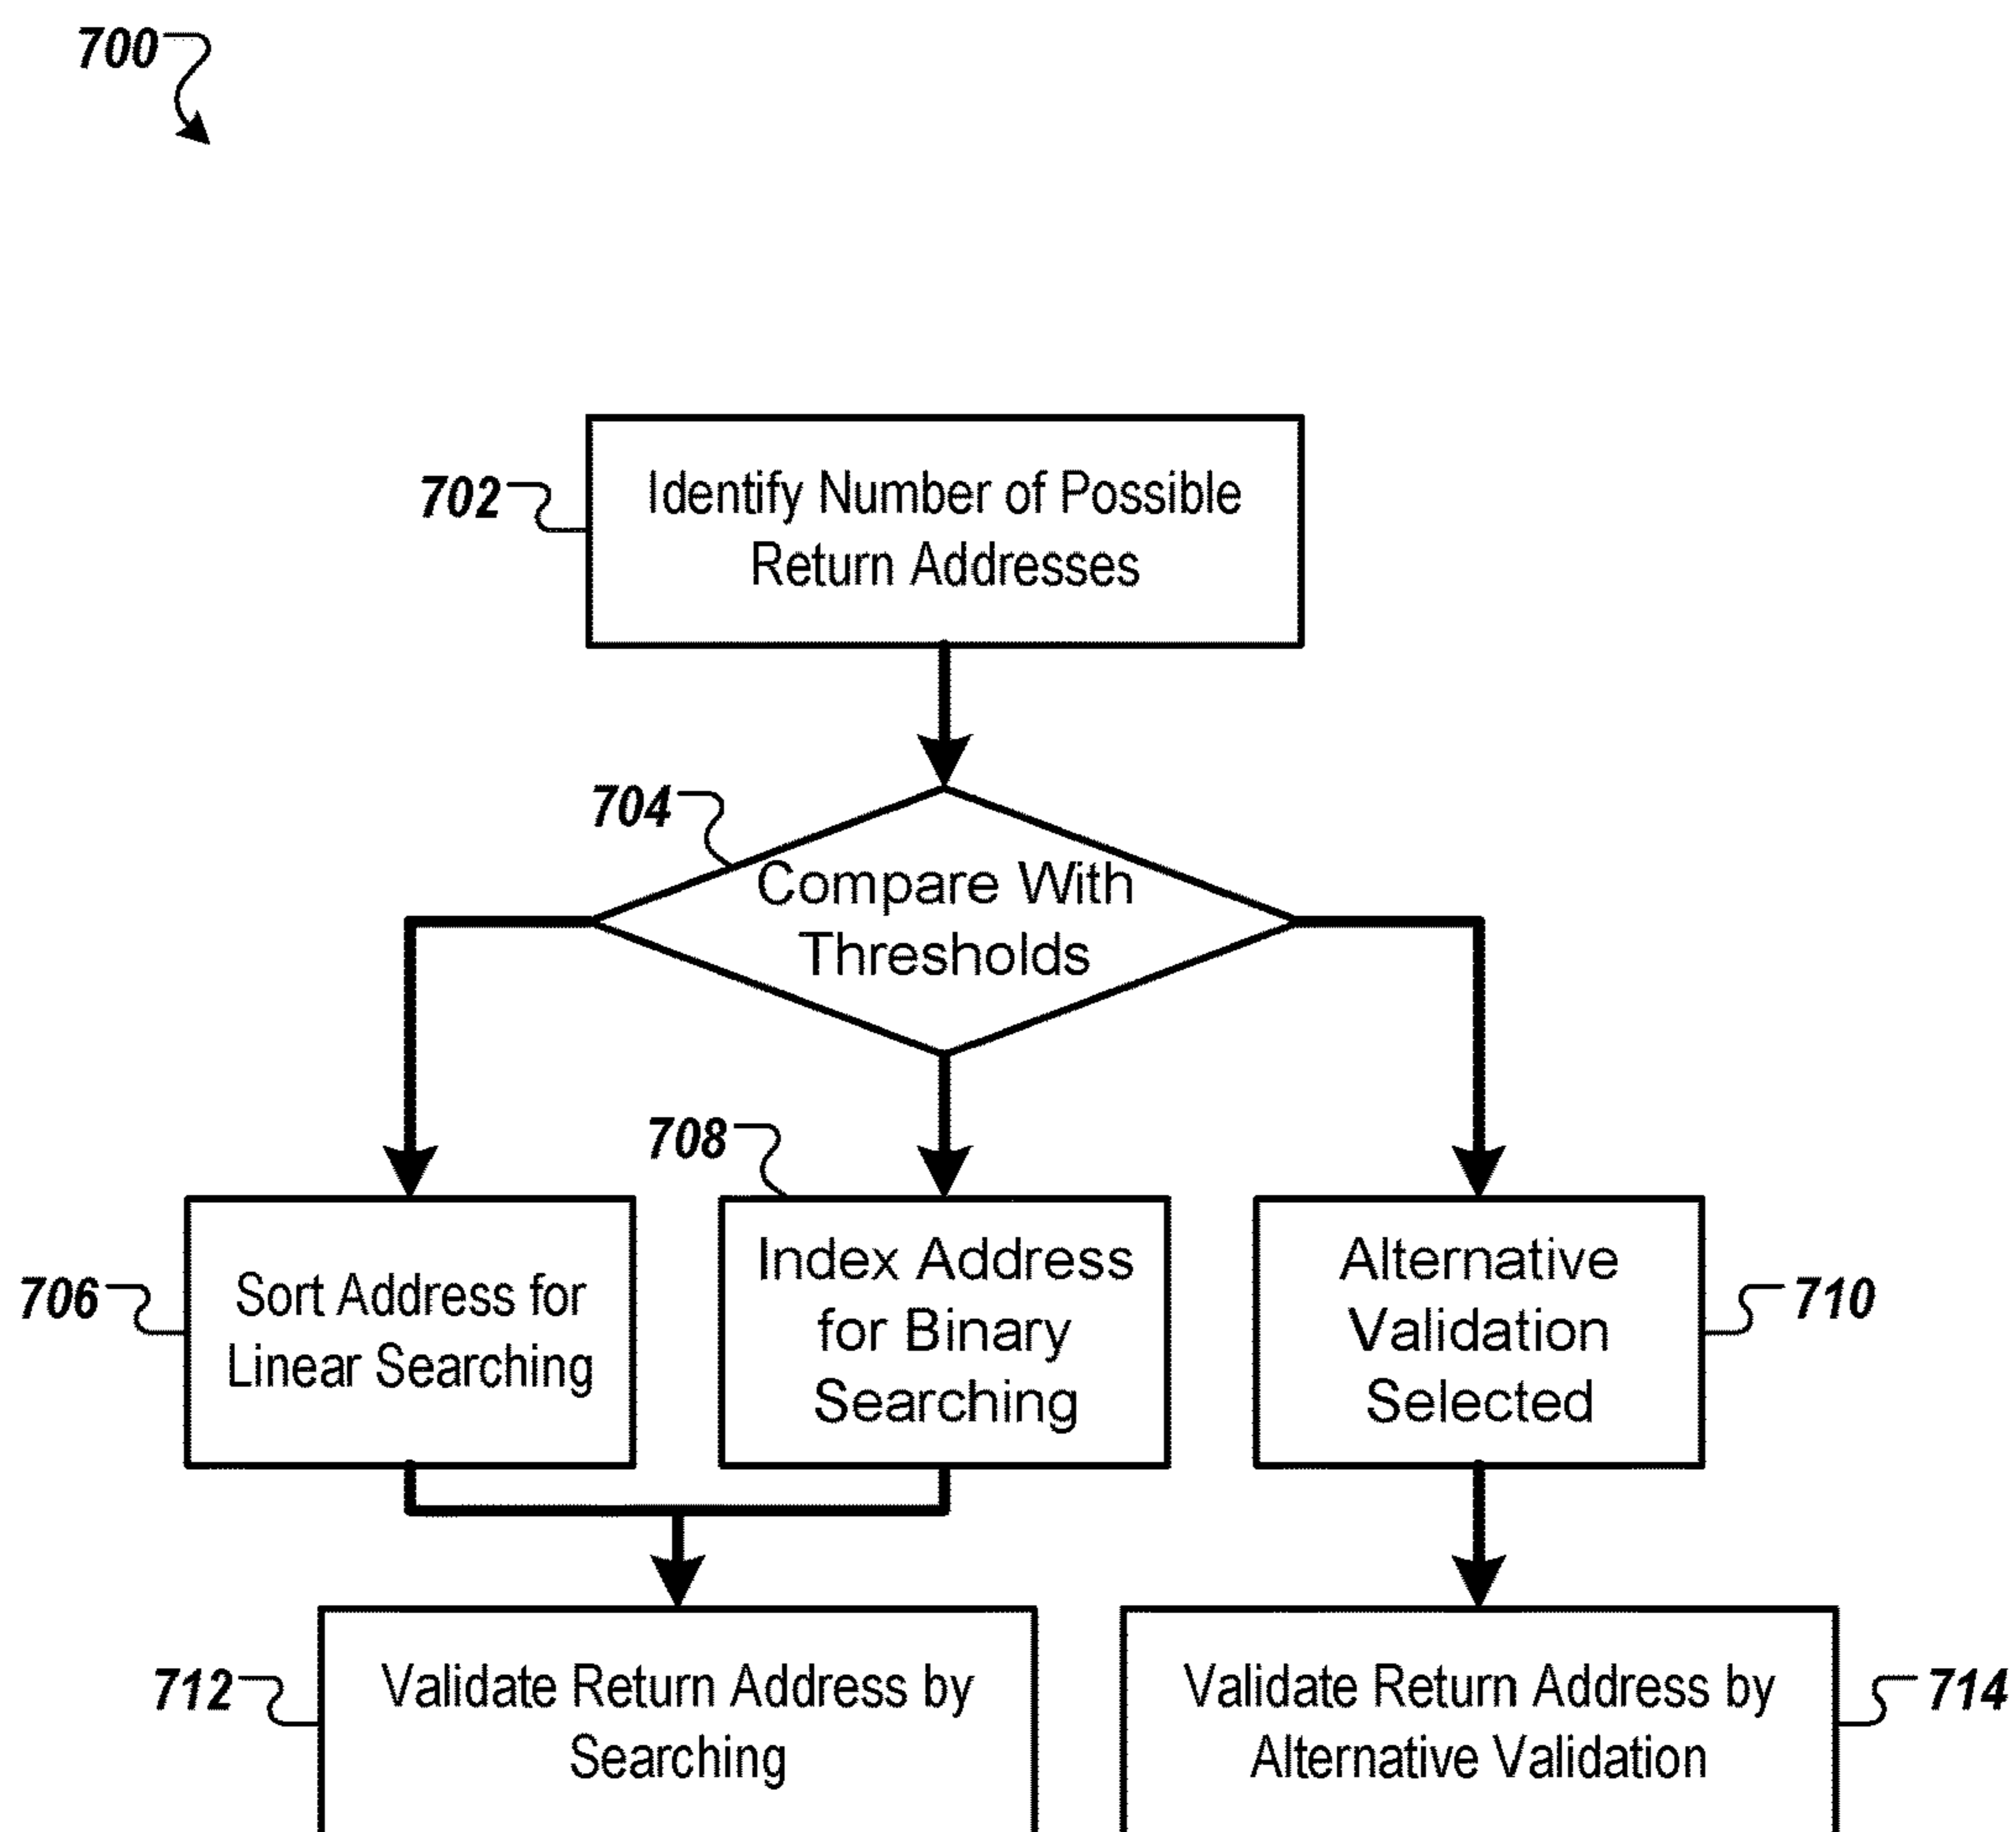 700
702
Identify Number of Possible
Return Addresses
704
Compare With
Thresholds
706
Sort Address for
Linear Searching
708
Index Address
for Binary
Searching
Alternative
Validation
Selected
710
712
Validate Return Address by
Searching
Validate Return Address by
Alternative Validation
714